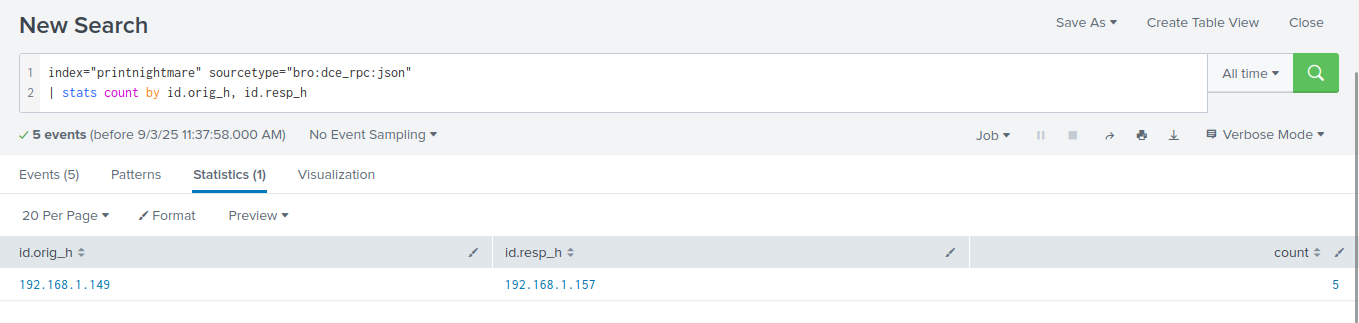 New Search
Save As Create Table View Close
1 index="printnightmare" sourcetype="bro:dce_rpc:json"
2 | stats count by id.orig_h, id.resp_h
All time
5 events (before 9/3/25 11:37:58.000 AM) No Event Sampling
Job Verbose Mode
Events (5) Patterns Statistics (1) Visualization
20 Per Page Format Preview
id.orig_h id.resp_h count
192.168.1.149 192.168.1.157 5